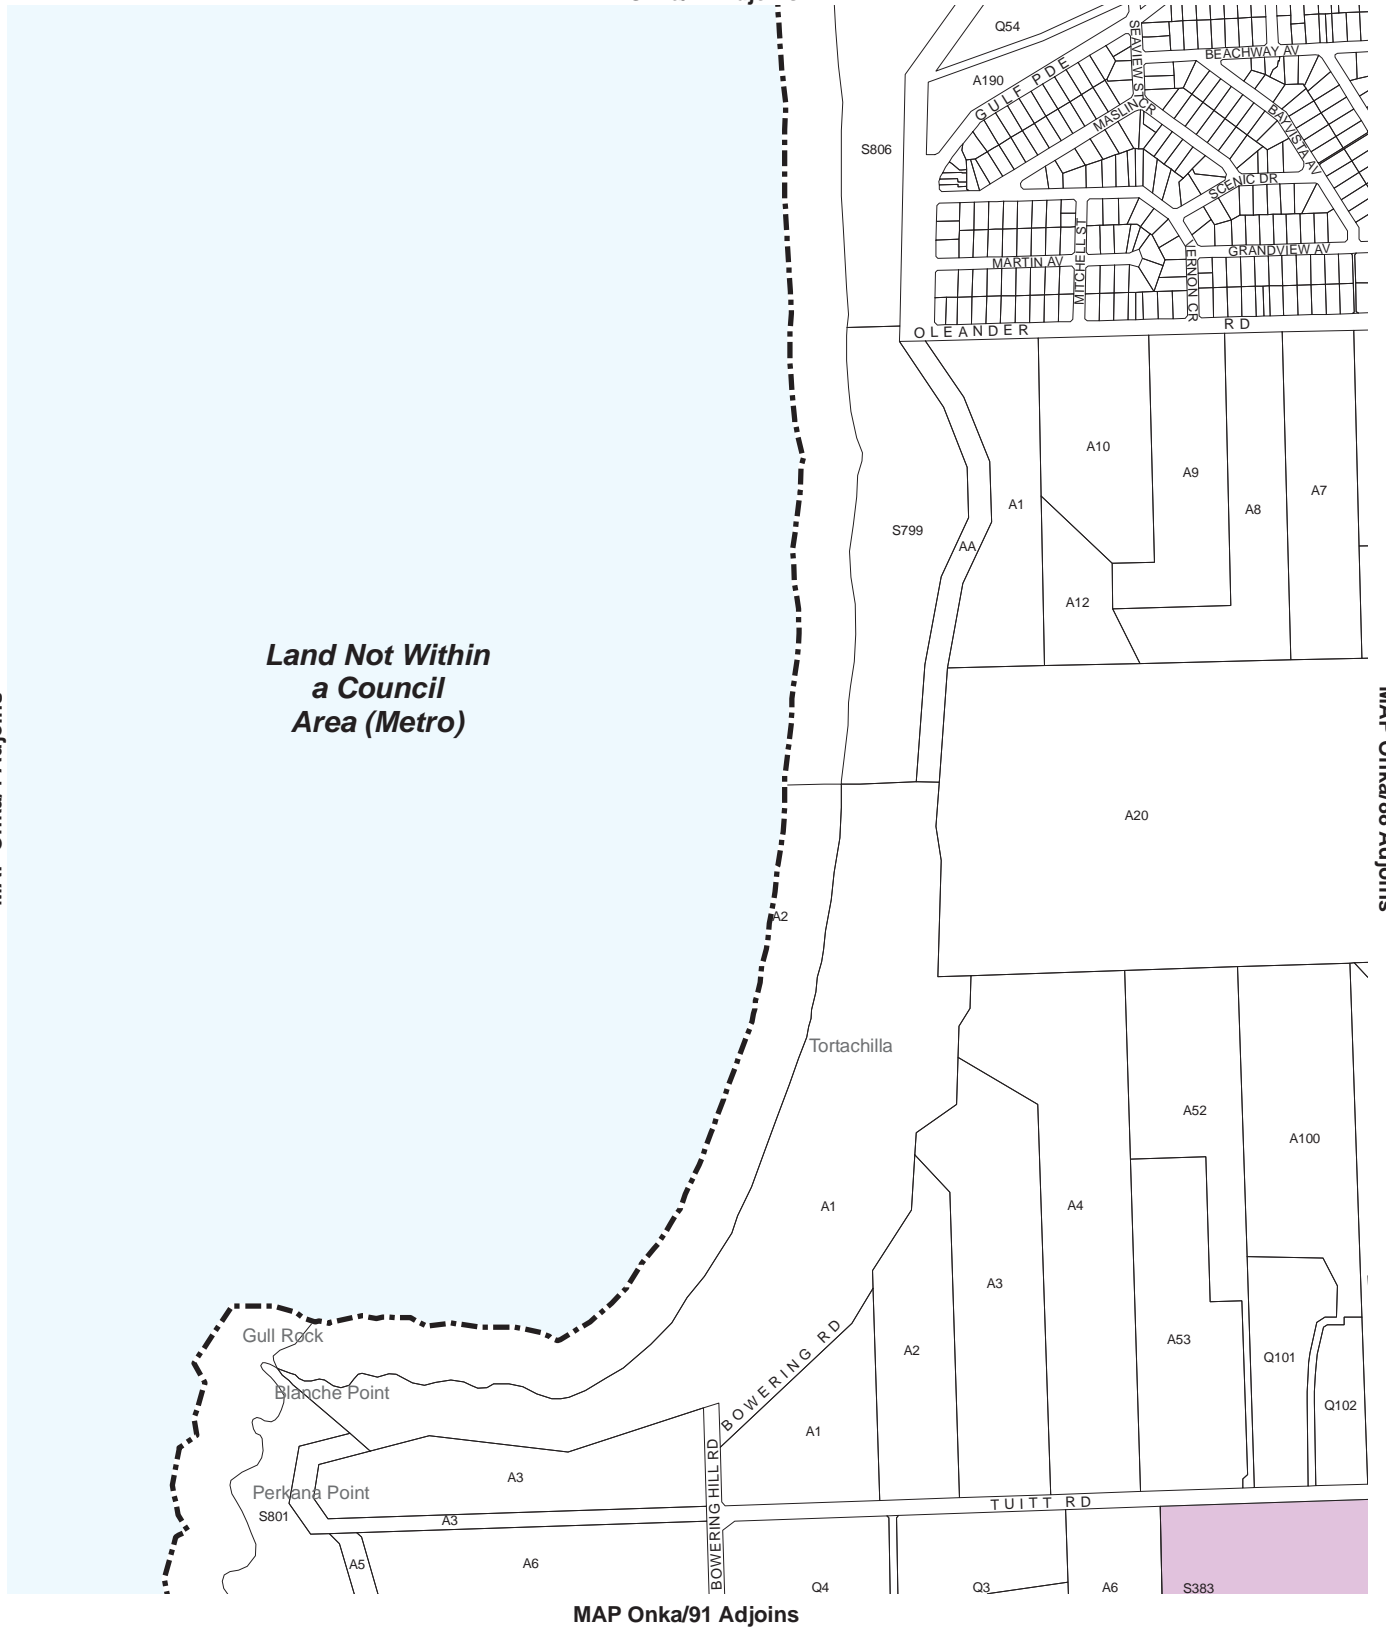 Q54
SEAVIEW ST
BEACHWAY AV
A190
GULF PDE
MASLIN CR
BAYVISTA AV
S806
SCENIC DR
MITCHELL ST
GRANDVIEW AV
MARTIN AV
VERNON CR
OLEANDER RD
A10
A9
A7
A1
A8
S799
AA
A12
Land Not Within
a Council
Area (Metro)
A20
A2
Tortachilla
A52
A100
A1
A4
A3
Gull Rock
BOWERING RD
A53
A2
Q101
Blanche Point
Q102
A1
BOWERING HILL RD
A3
Perkana Point
TUITT RD
S801
A3
A5
A6
Q4
Q3
A6
S383
MAP Onka/91 Adjoins